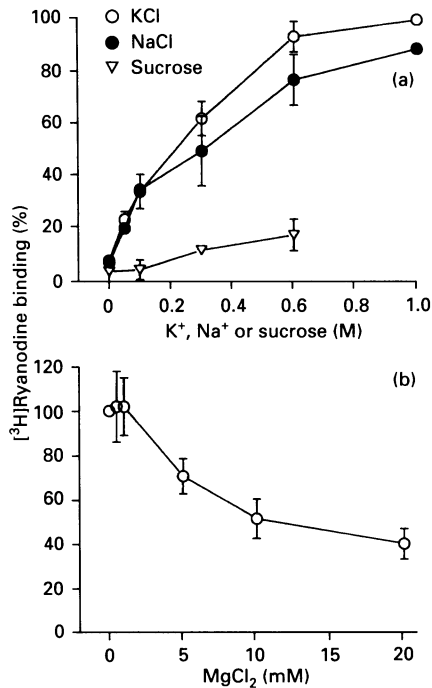 100
80
60
40
20
0
KCl
NaCl
Sucrose
(a)
0 0.2 0.4 0.6 0.8 1.0
K⁺, Na⁺ or sucrose (M)
[³H]Ryanodine binding (%)
(b)
120
100
80
60
40
20
0
0 5 10 15 20
MgCl₂ (mM)